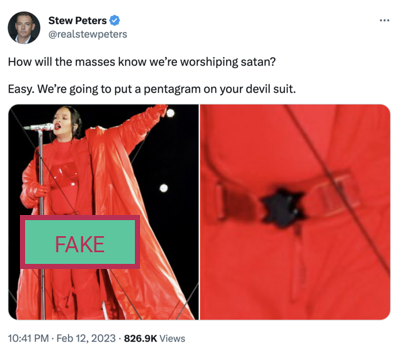 Stew Peters
@realstewpeters
How will the masses know we're worshiping satan?
Easy. We're going to put a pentagram on your devil suit.
FAKE
10:41 PM · Feb 12, 2023 · 826.9K Views